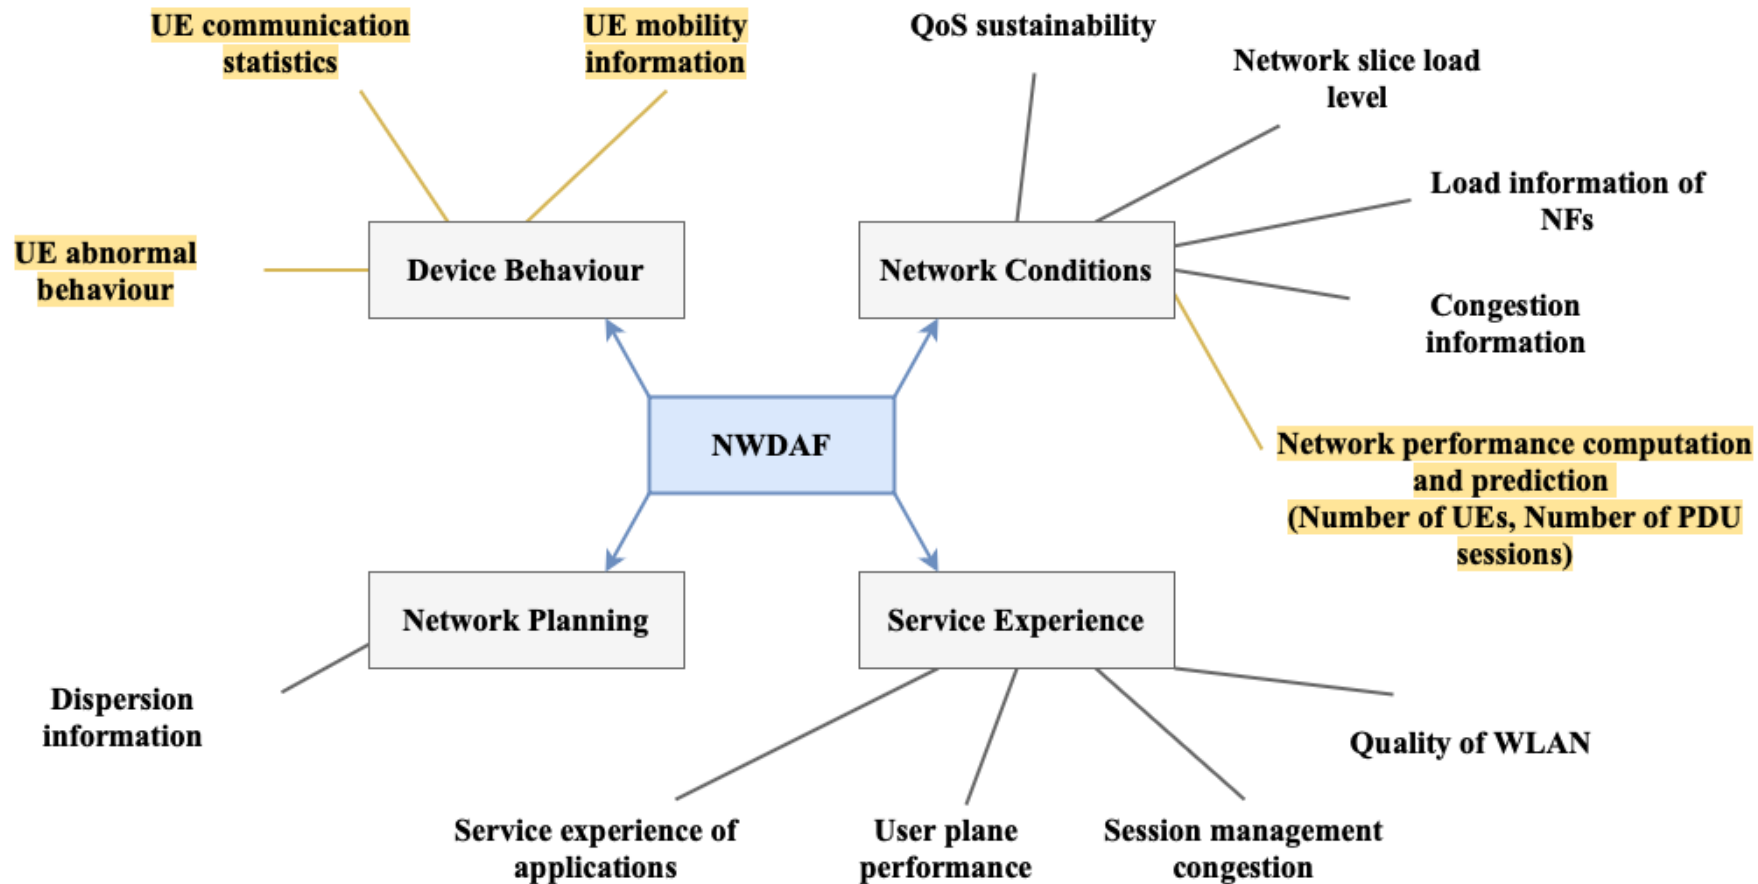 UE communication
statistics
UE mobility
information
QoS sustainability
Network slice load
level
Load information of
NFs
UE abnormal
behaviour
Device Behaviour
Network Conditions
Congestion
information
NWDAF
Network performance computation
and prediction
(Number of UEs, Number of PDU
sessions)
Network Planning
Service Experience
Dispersion
information
Quality of WLAN
Service experience of
applications
User plane
performance
Session management
congestion